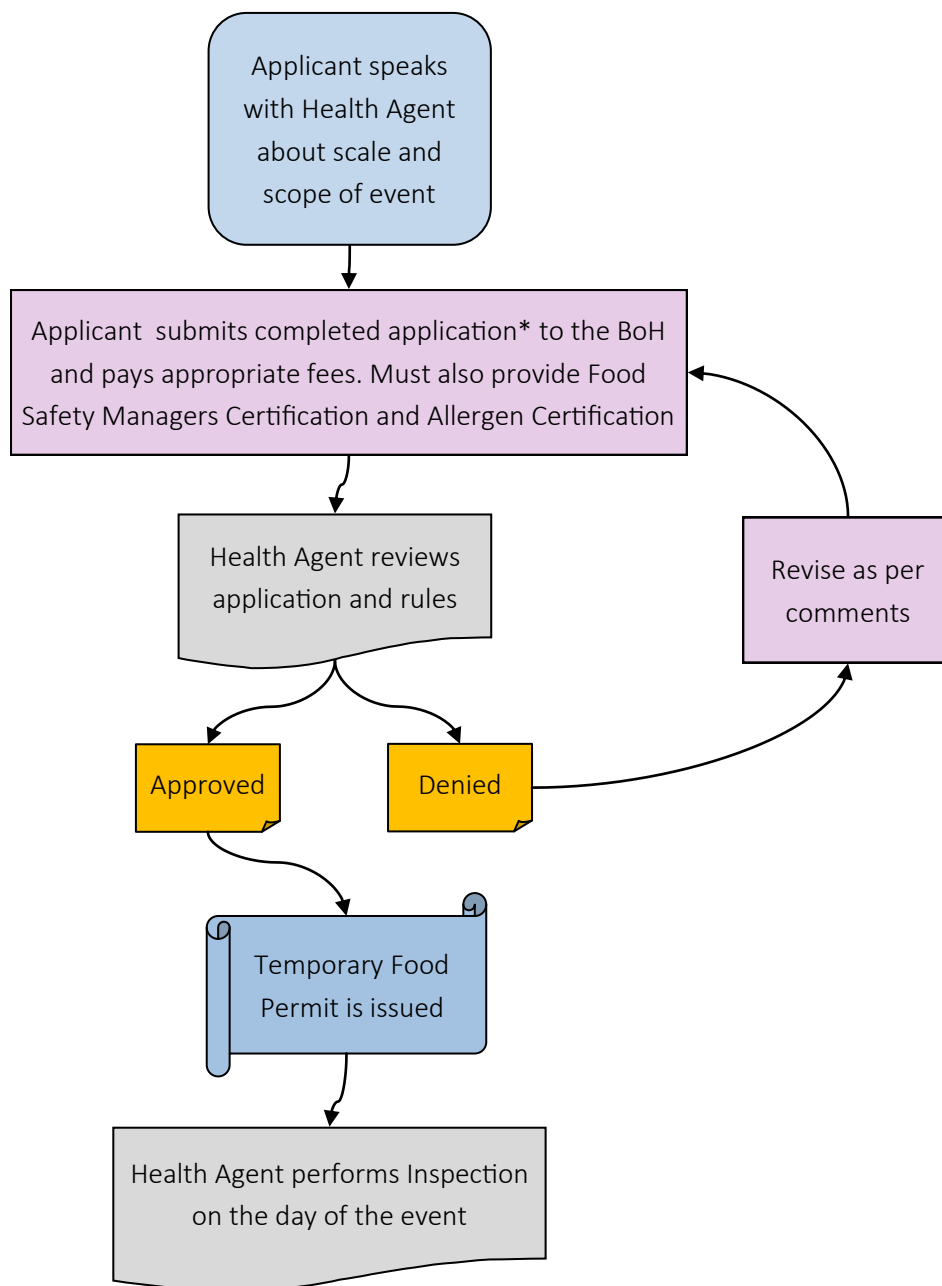 Applicant speaks
with Health Agent
about scale and
scope of event
Applicant  submits completed application* to the BoH
and pays appropriate fees. Must also provide Food
Safety Managers Certification and Allergen Certification
Health Agent reviews
application and rules
Revise as per
comments
Approved
Denied
Temporary Food
Permit is issued
Health Agent performs Inspection
on the day of the event